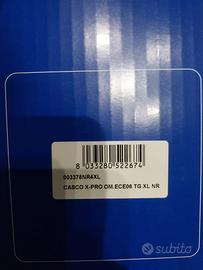 8 033280 522674
003378NR4XL
CASCO X-PRO OM.ECE06 TG XL NR
subito